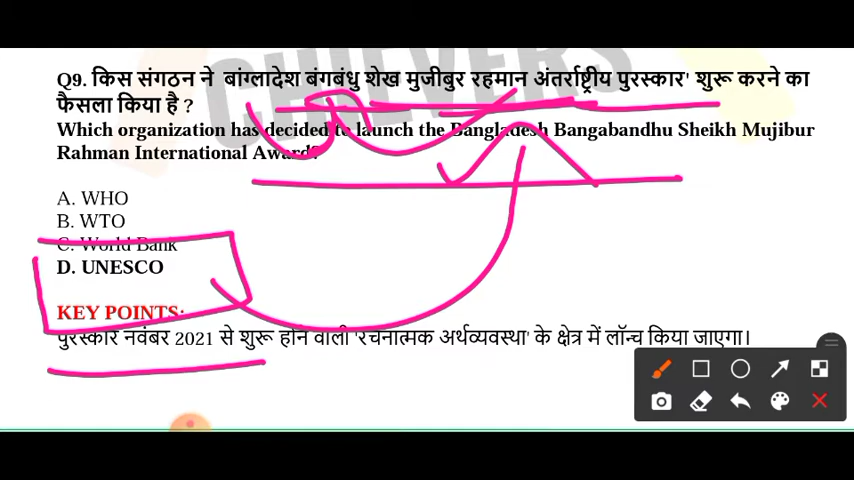 CHIEVERS
Q9. किस संगठन ने बांग्लादेश बंगबंधु शेख मुजीबुर रहमान अंतर्राष्ट्रीय पुरस्कार' शुरू करने का
फैसला किया है ?
Which organization has decided to launch the Bangladesh Bangabandhu Sheikh Mujibur
Rahman International Award?
A. WHO
B. WTO
C. World Bank
D. UNESCO
KEY POINTS:
पुरस्कार नवंबर 2021 से शुरू होने वाली 'रचनात्मक अर्थव्यवस्था' के क्षेत्र में लॉन्च किया जाएगा।